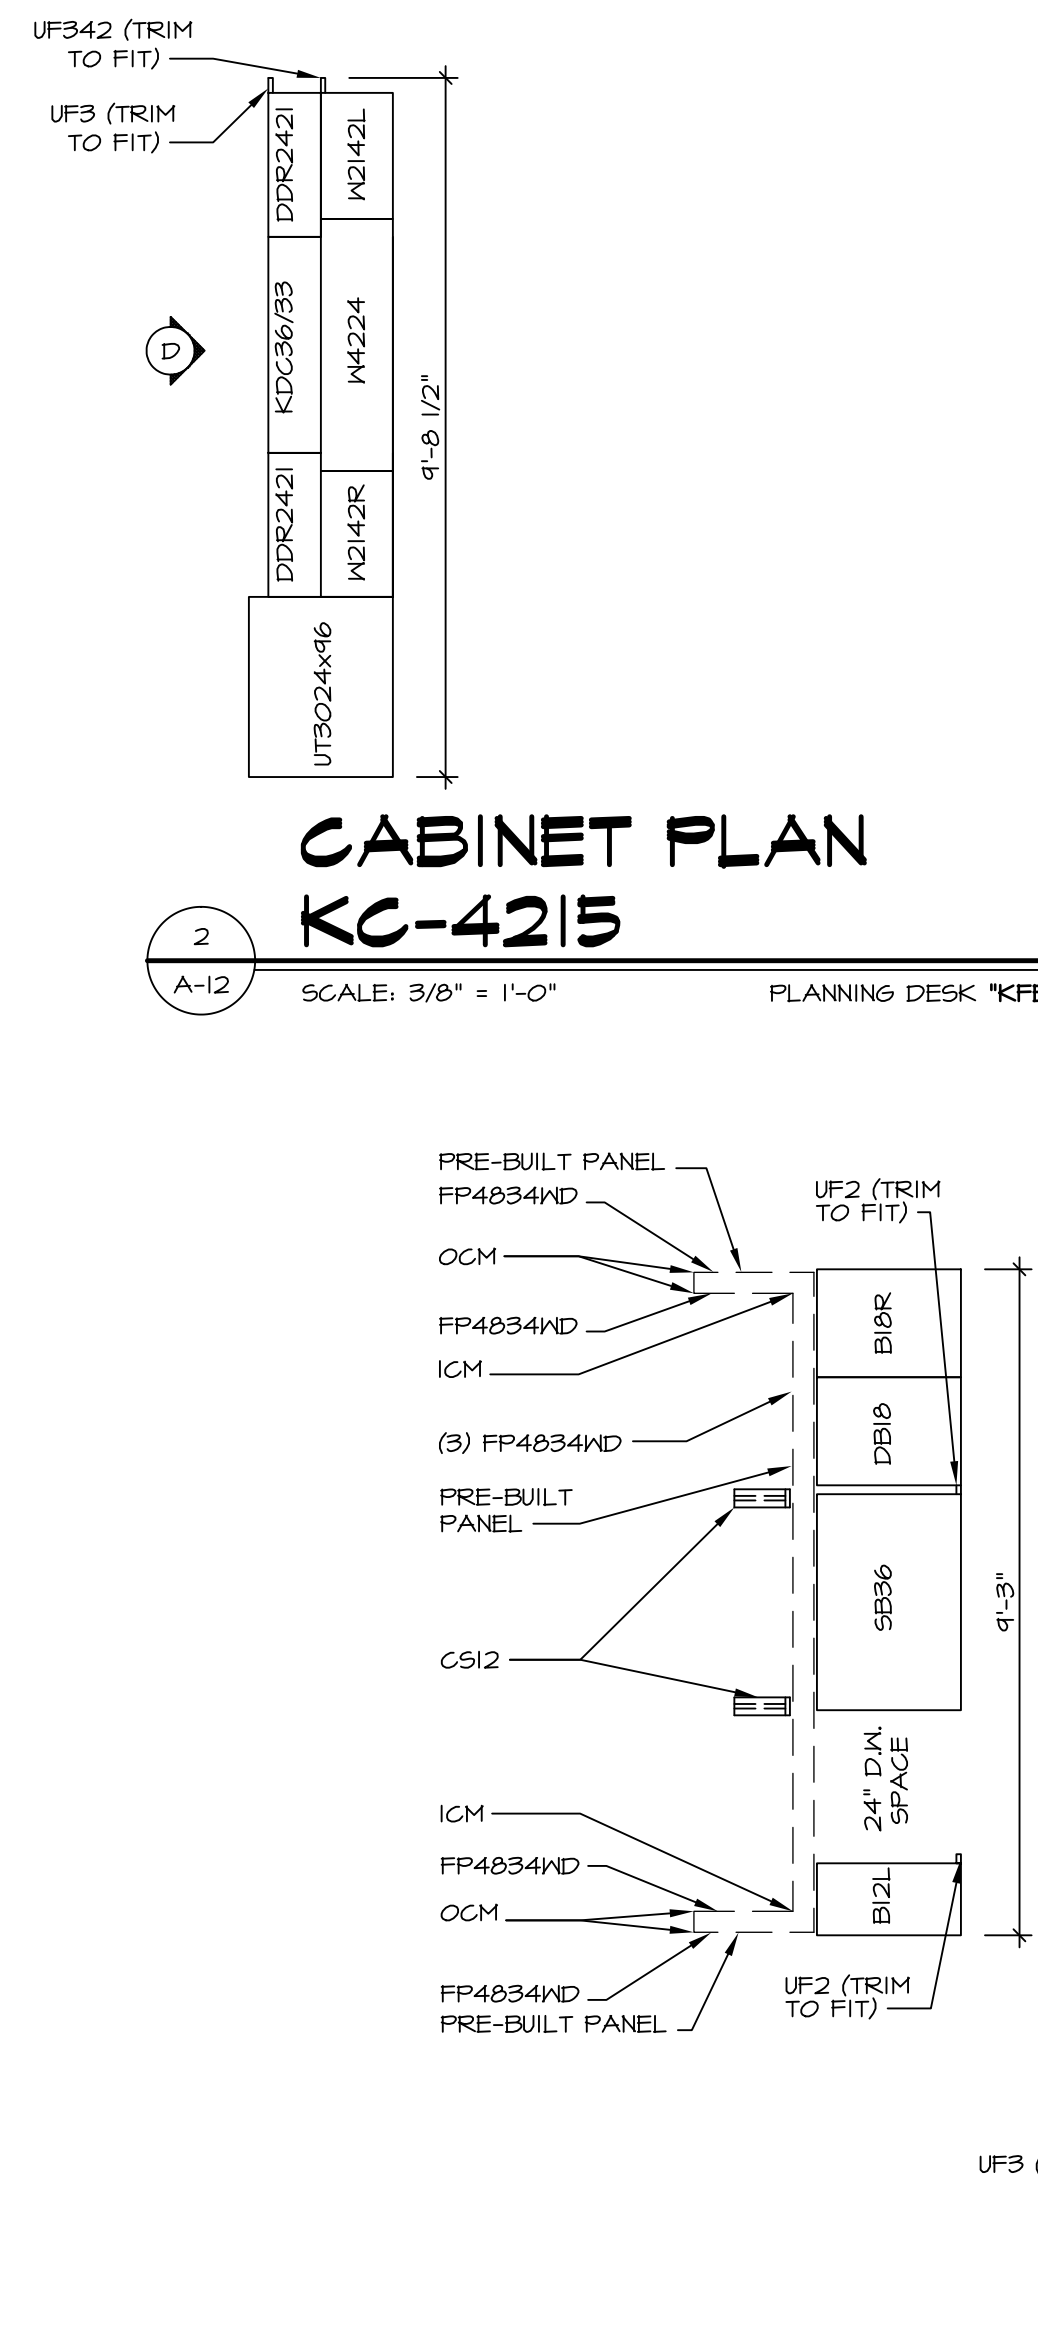 UF342 (TRIM
TO FIT)
UF3 (TRIM
TO FIT)
DDR2421
W2142L
KDC36/33
W4224
D
9'-8 1/2"
DDR2421
W2142R
UT3024x96
CABINET PLAN
KC-4215
2
A-12
SCALE: 3/8" = 1'-0"
PLANNING DESK
PRE-BUILT PANEL
FP4834WD
UF2 (TRIM
TO FIT)
OCM
B18R
FP4834WD
ICM
(3) FP4834WD
DB18
PRE-BUILT
PANEL
SB36
9'-3"
CS12
24" D.W.
SPACE
ICM
FP4834WD
B12L
OCM
FP4834WD
PRE-BUILT PANEL
UF2 (TRIM
TO FIT)
UF3 (